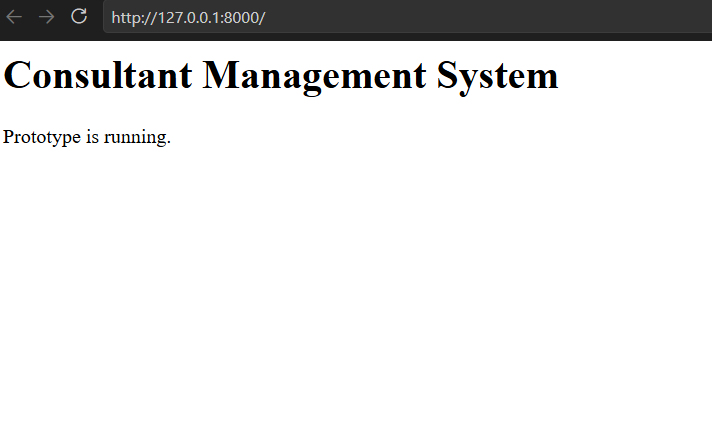 http://127.0.0.1:8000/
Consultant Management System
Prototype is running.